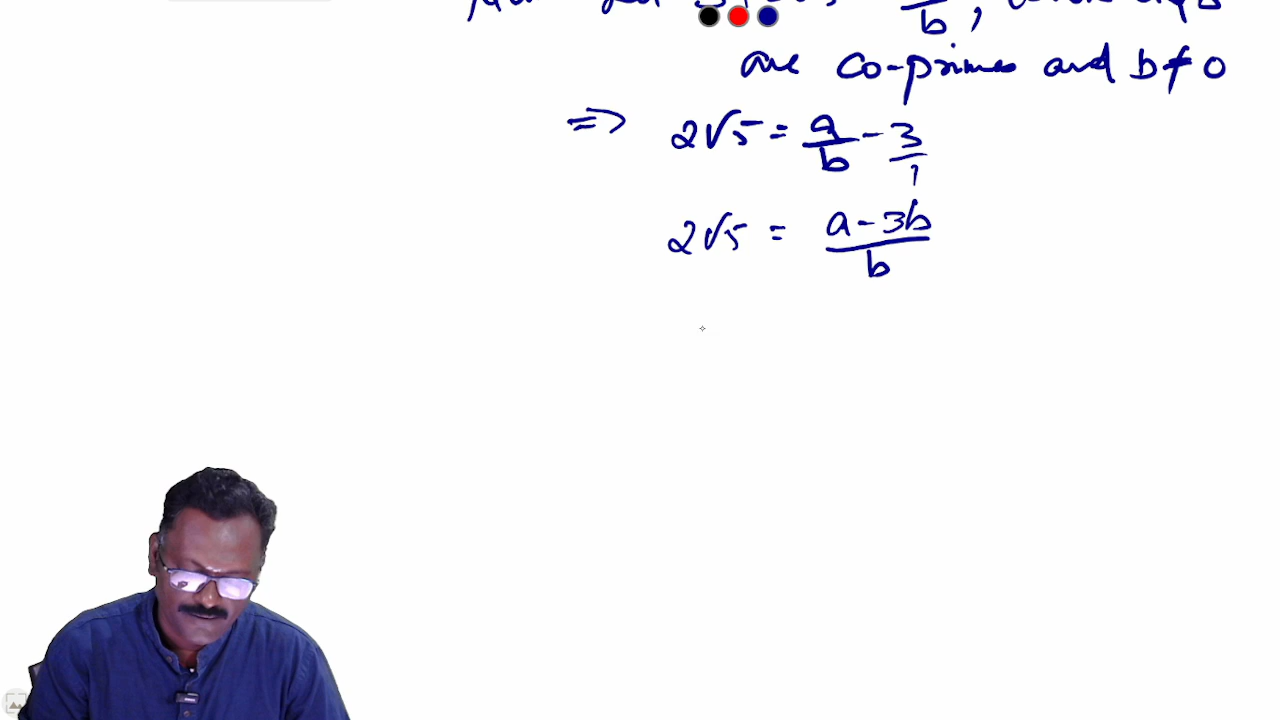 a/b,
are co-primes and b≠0
=> 2√5 = a/b - 3/1
2√5 = (a-3b)/b